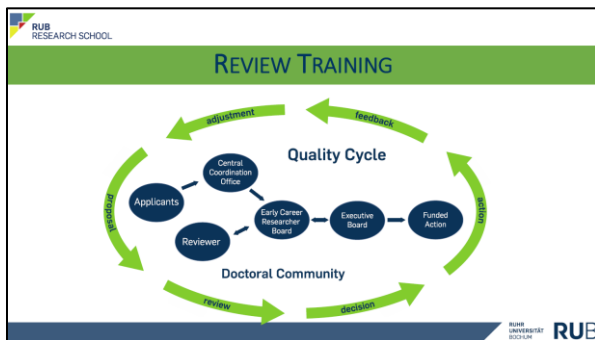 RUB
RESEARCH SCHOOL
REVIEW TRAINING
adjustment
feedback
Quality Cycle
Central
Coordination
Office
Applicants
proposal
action
Early Career
Researcher
Board
Executive
Board
Funded
Action
Reviewer
Doctoral Community
review
decision
RUHR
UNIVERSITÄT
BOCHUM
RUB